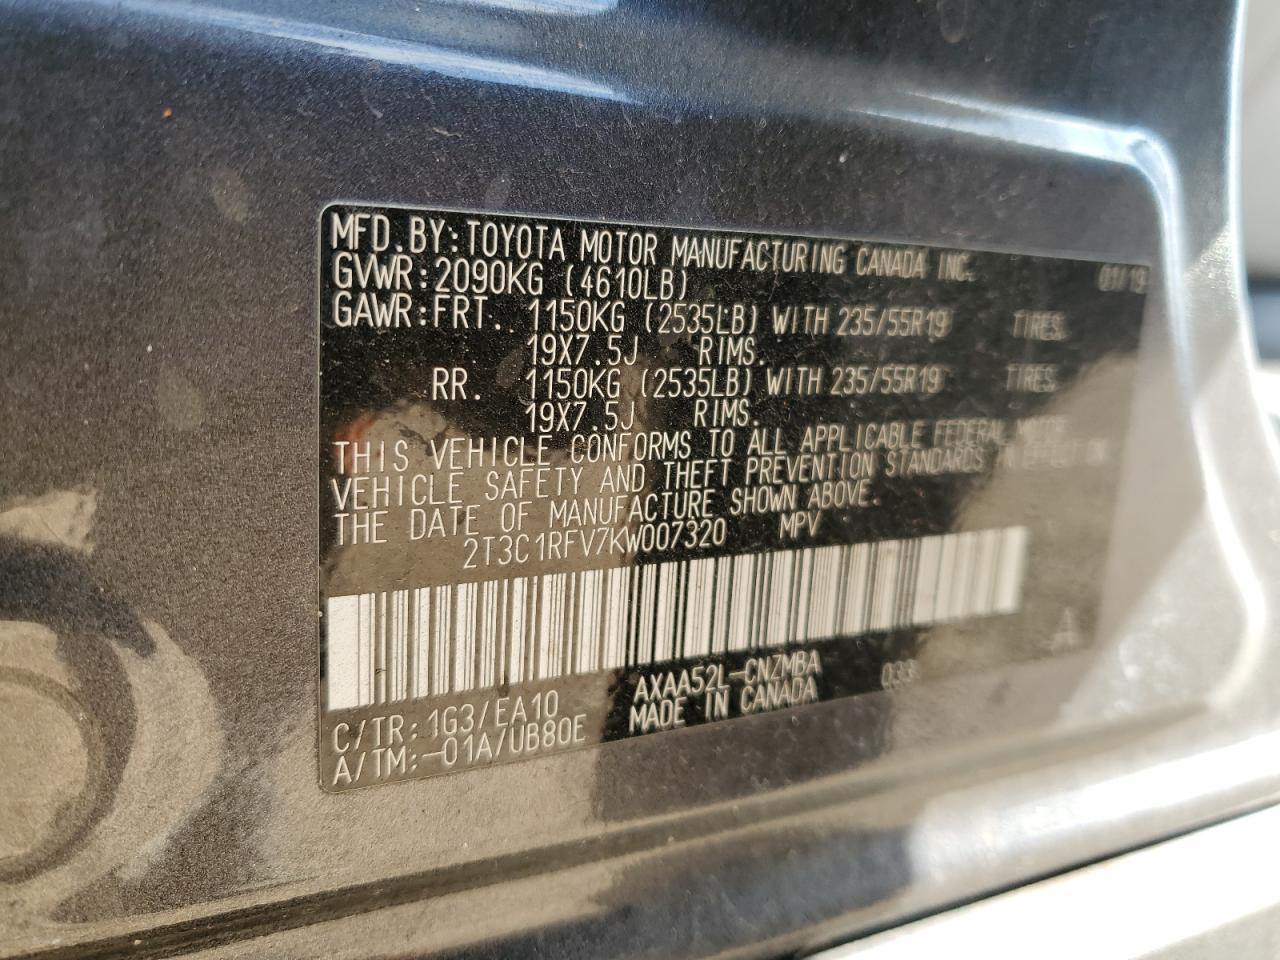 MFD.BY:TOYOTA MOTOR MANUFACTURING CANADA INC. 01/19
GVWR:2090KG (4610LB)
GAWR:FRT. 1150KG (2535LB) WITH 235/55R19 TIRES.
19X7.5J RIMS.
RR. 1150KG (2535LB) WITH 235/55R19 TIRES.
19X7.5J RIMS.
THIS VEHICLE CONFORMS TO ALL APPLICABLE FEDERAL MOTOR
VEHICLE SAFETY AND THEFT PREVENTION STANDARDS IN EFFECT ON
THE DATE OF MANUFACTURE SHOWN ABOVE.
2T3C1RFV7KW007320 MPV
C/TR:1G3/EA10 AXAA52L-CNZMBA 033
A/TM:-01A/UB80E MADE IN CANADA A